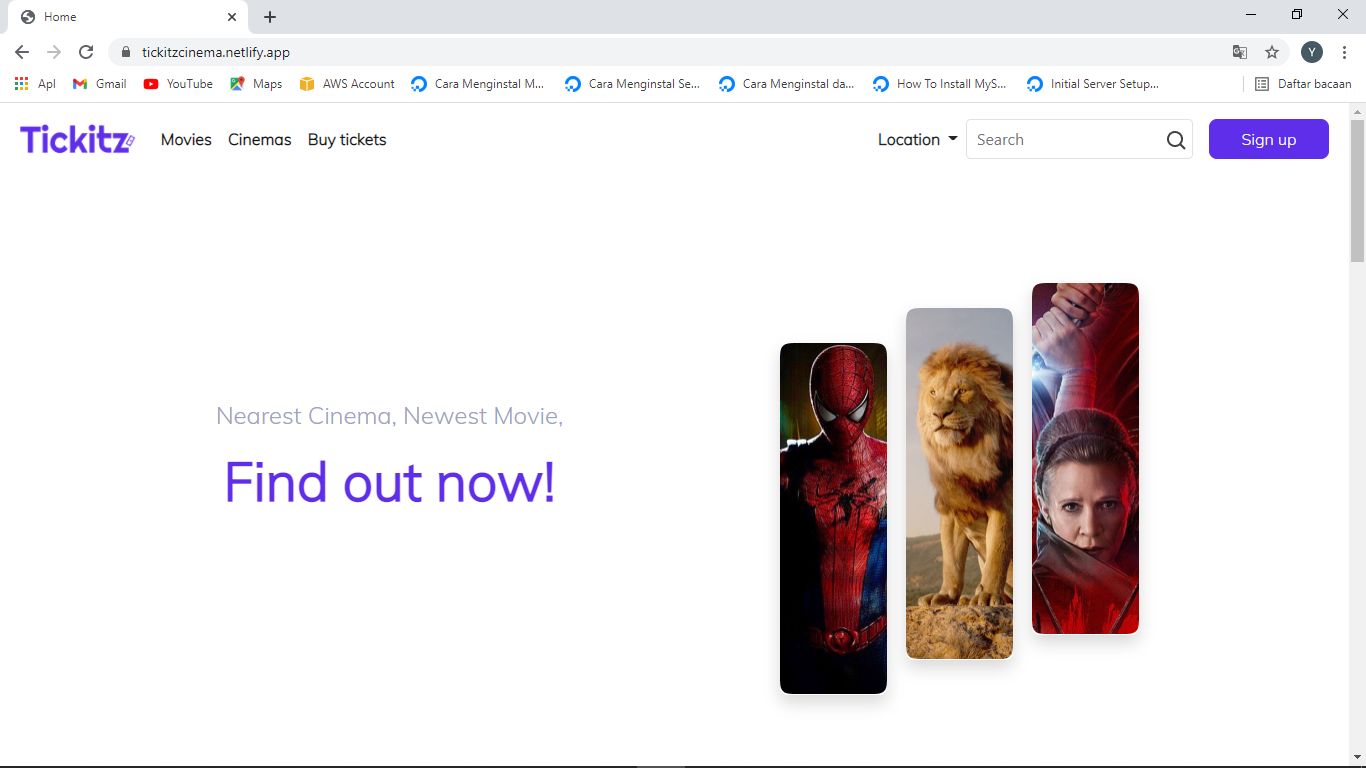 Home
tickitzcinema.netlify.app
Y
Apl Gmail YouTube Maps AWS Account Cara Menginstal M... Cara Menginstal Se... Cara Menginstal da... How To Install MyS... Initial Server Setup... Daftar bacaan
Tickitz Movies Cinemas Buy tickets Location Search Sign up
Nearest Cinema, Newest Movie,
Find out now!